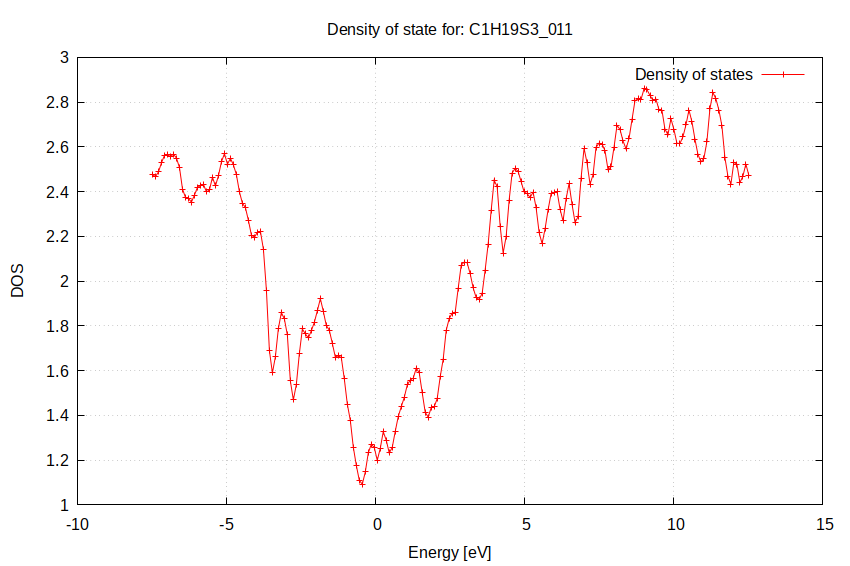 Density of state for: C1H19S3_011
Density of states
3
2.8
2.6
2.4
2.2
2
1.8
1.6
1.4
1.2
1
DOS
-10 -5 0 5 10 15
Energy [eV]